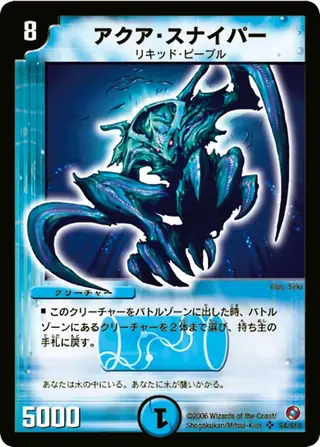 8
アクア・スナイパー
リキッド・ピープル
illus. Seki
クリーチャー
■ このクリーチャーをバトルゾーンに出した時、バトル
ゾーンにあるクリーチャーを2体まで選び、持ち主の
手札に戻す。
あなたは水の中にいる。あなたに水が襲いかかる。
5000
1
©2006 Wizards of the Coast/
Shogakukan/Mitsui-Kids
S4/S10